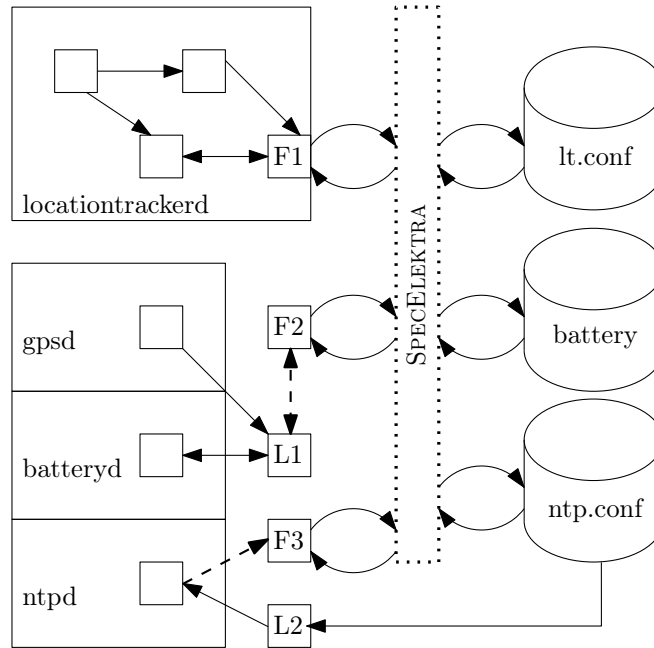 F1
lt.conf
locationtrackerd
SPECELEKTRA
gpsd
F2
battery
batteryd
L1
ntp.conf
F3
ntpd
L2